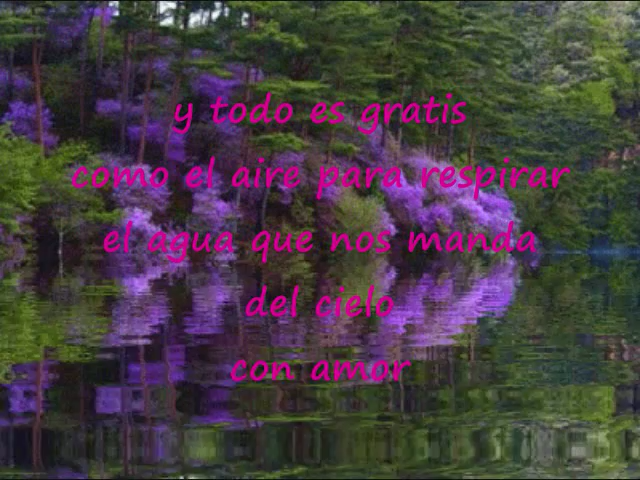 y todo es gratis
como el aire para respirar
el agua que nos manda
del cielo
con amor